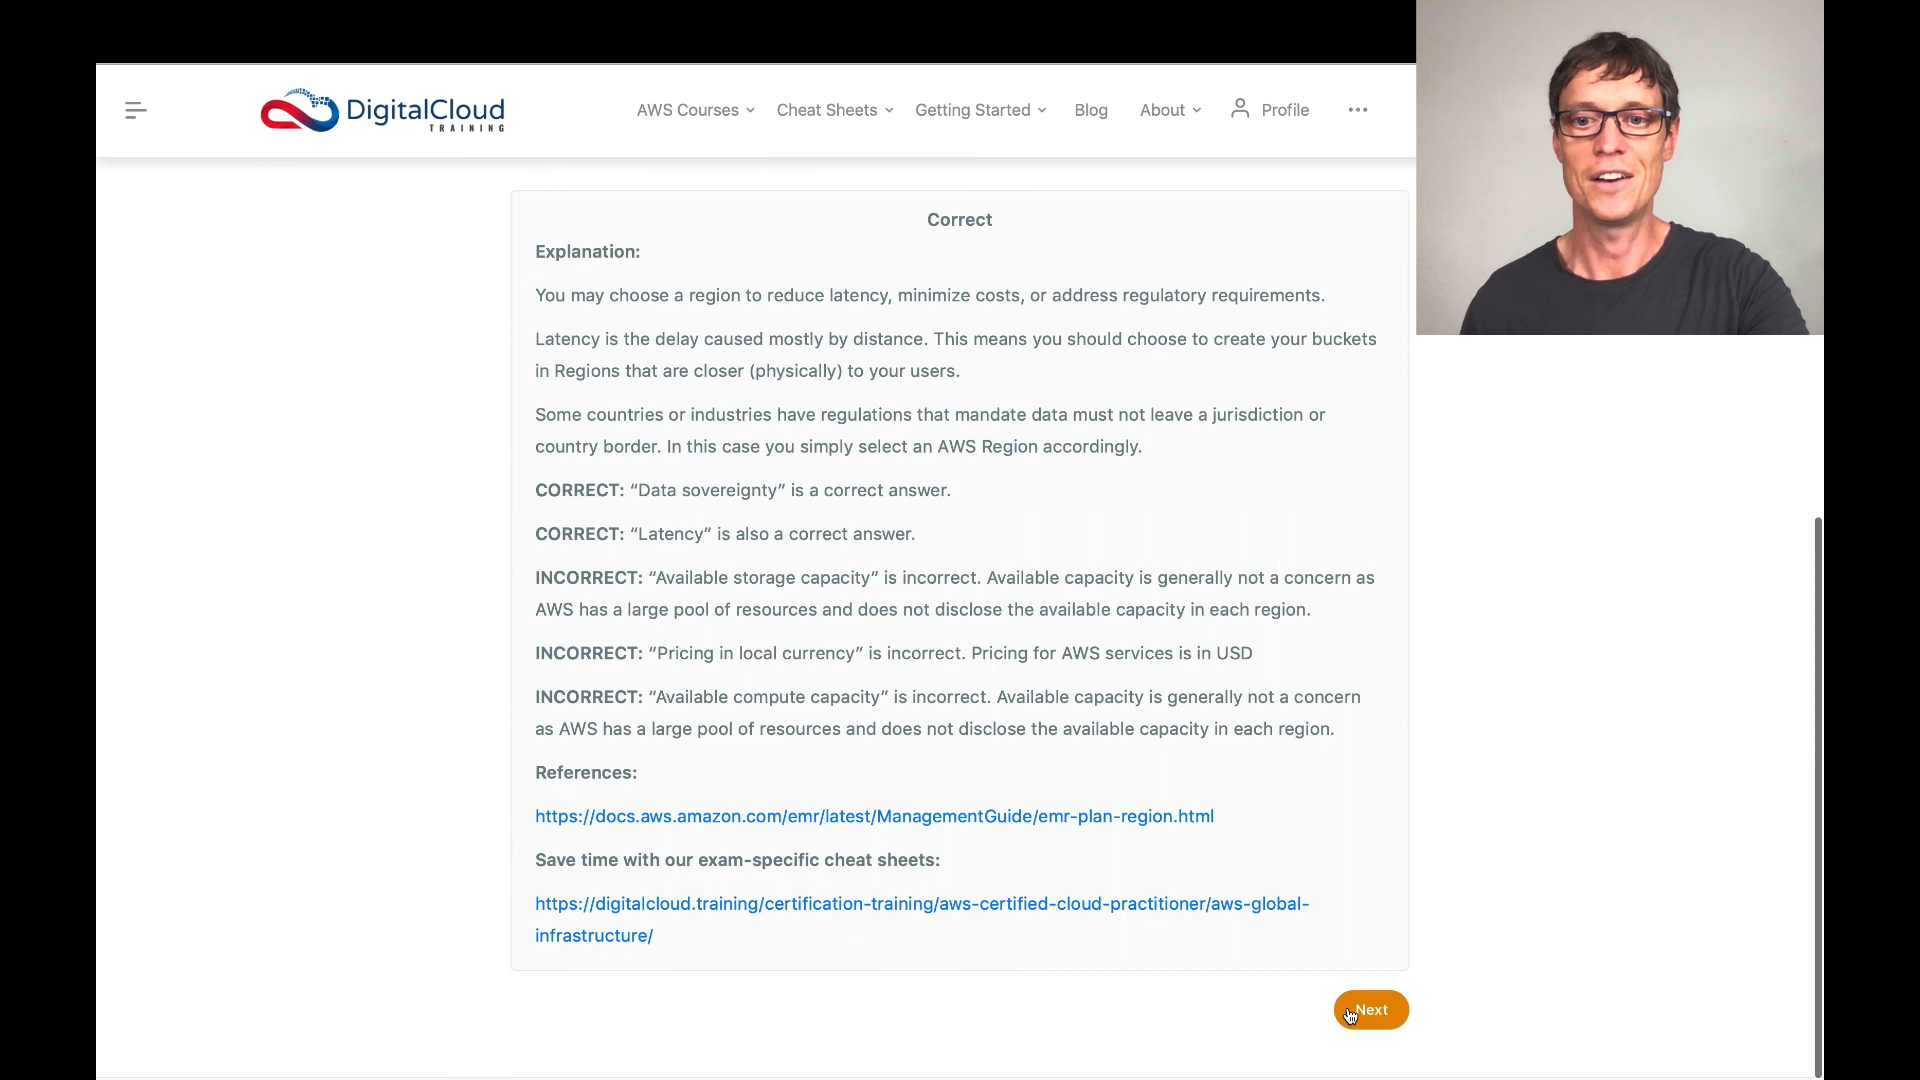 DigitalCloud
TRAINING
AWS Courses
Cheat Sheets
Getting Started
Blog
About
Profile
Correct
Explanation:
You may choose a region to reduce latency, minimize costs, or address regulatory requirements.
Latency is the delay caused mostly by distance. This means you should choose to create your buckets
in Regions that are closer (physically) to your users.
Some countries or industries have regulations that mandate data must not leave a jurisdiction or
country border. In this case you simply select an AWS Region accordingly.
CORRECT: “Data sovereignty” is a correct answer.
CORRECT: “Latency” is also a correct answer.
INCORRECT: “Available storage capacity” is incorrect. Available capacity is generally not a concern as
AWS has a large pool of resources and does not disclose the available capacity in each region.
INCORRECT: “Pricing in local currency” is incorrect. Pricing for AWS services is in USD
INCORRECT: “Available compute capacity” is incorrect. Available capacity is generally not a concern
as AWS has a large pool of resources and does not disclose the available capacity in each region.
References:
https://docs.aws.amazon.com/emr/latest/ManagementGuide/emr-plan-region.html
Save time with our exam-specific cheat sheets:
https://digitalcloud.training/certification-training/aws-certified-cloud-practitioner/aws-global-
infrastructure/
Next